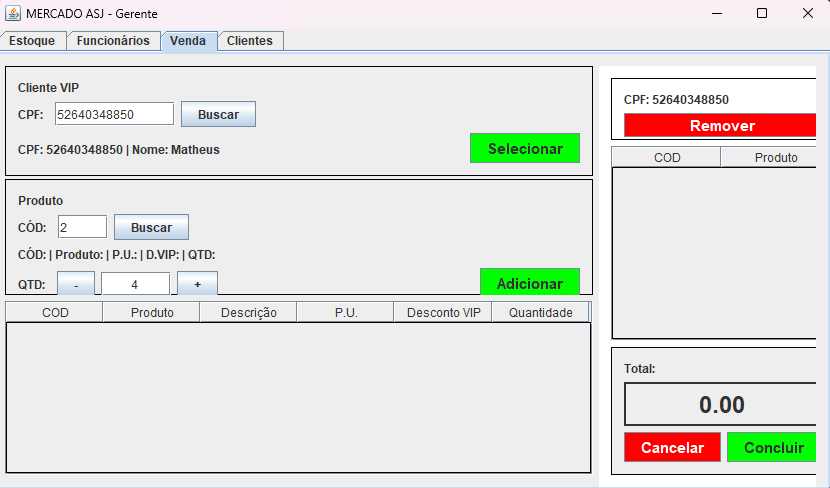 MERCADO ASJ - Gerente
Estoque Funcionários Venda Clientes
Cliente VIP
CPF: 52640348850 Buscar
CPF: 52640348850 | Nome: Matheus
Selecionar
Produto
CÓD: 2 Buscar
CÓD: | Produto: | P.U.: | D.VIP: | QTD:
QTD: - 4 + Adicionar
COD Produto Descrição P.U. Desconto VIP Quantidade
CPF: 52640348850
Remover
COD Produto
Total:
0.00
Cancelar Concluir